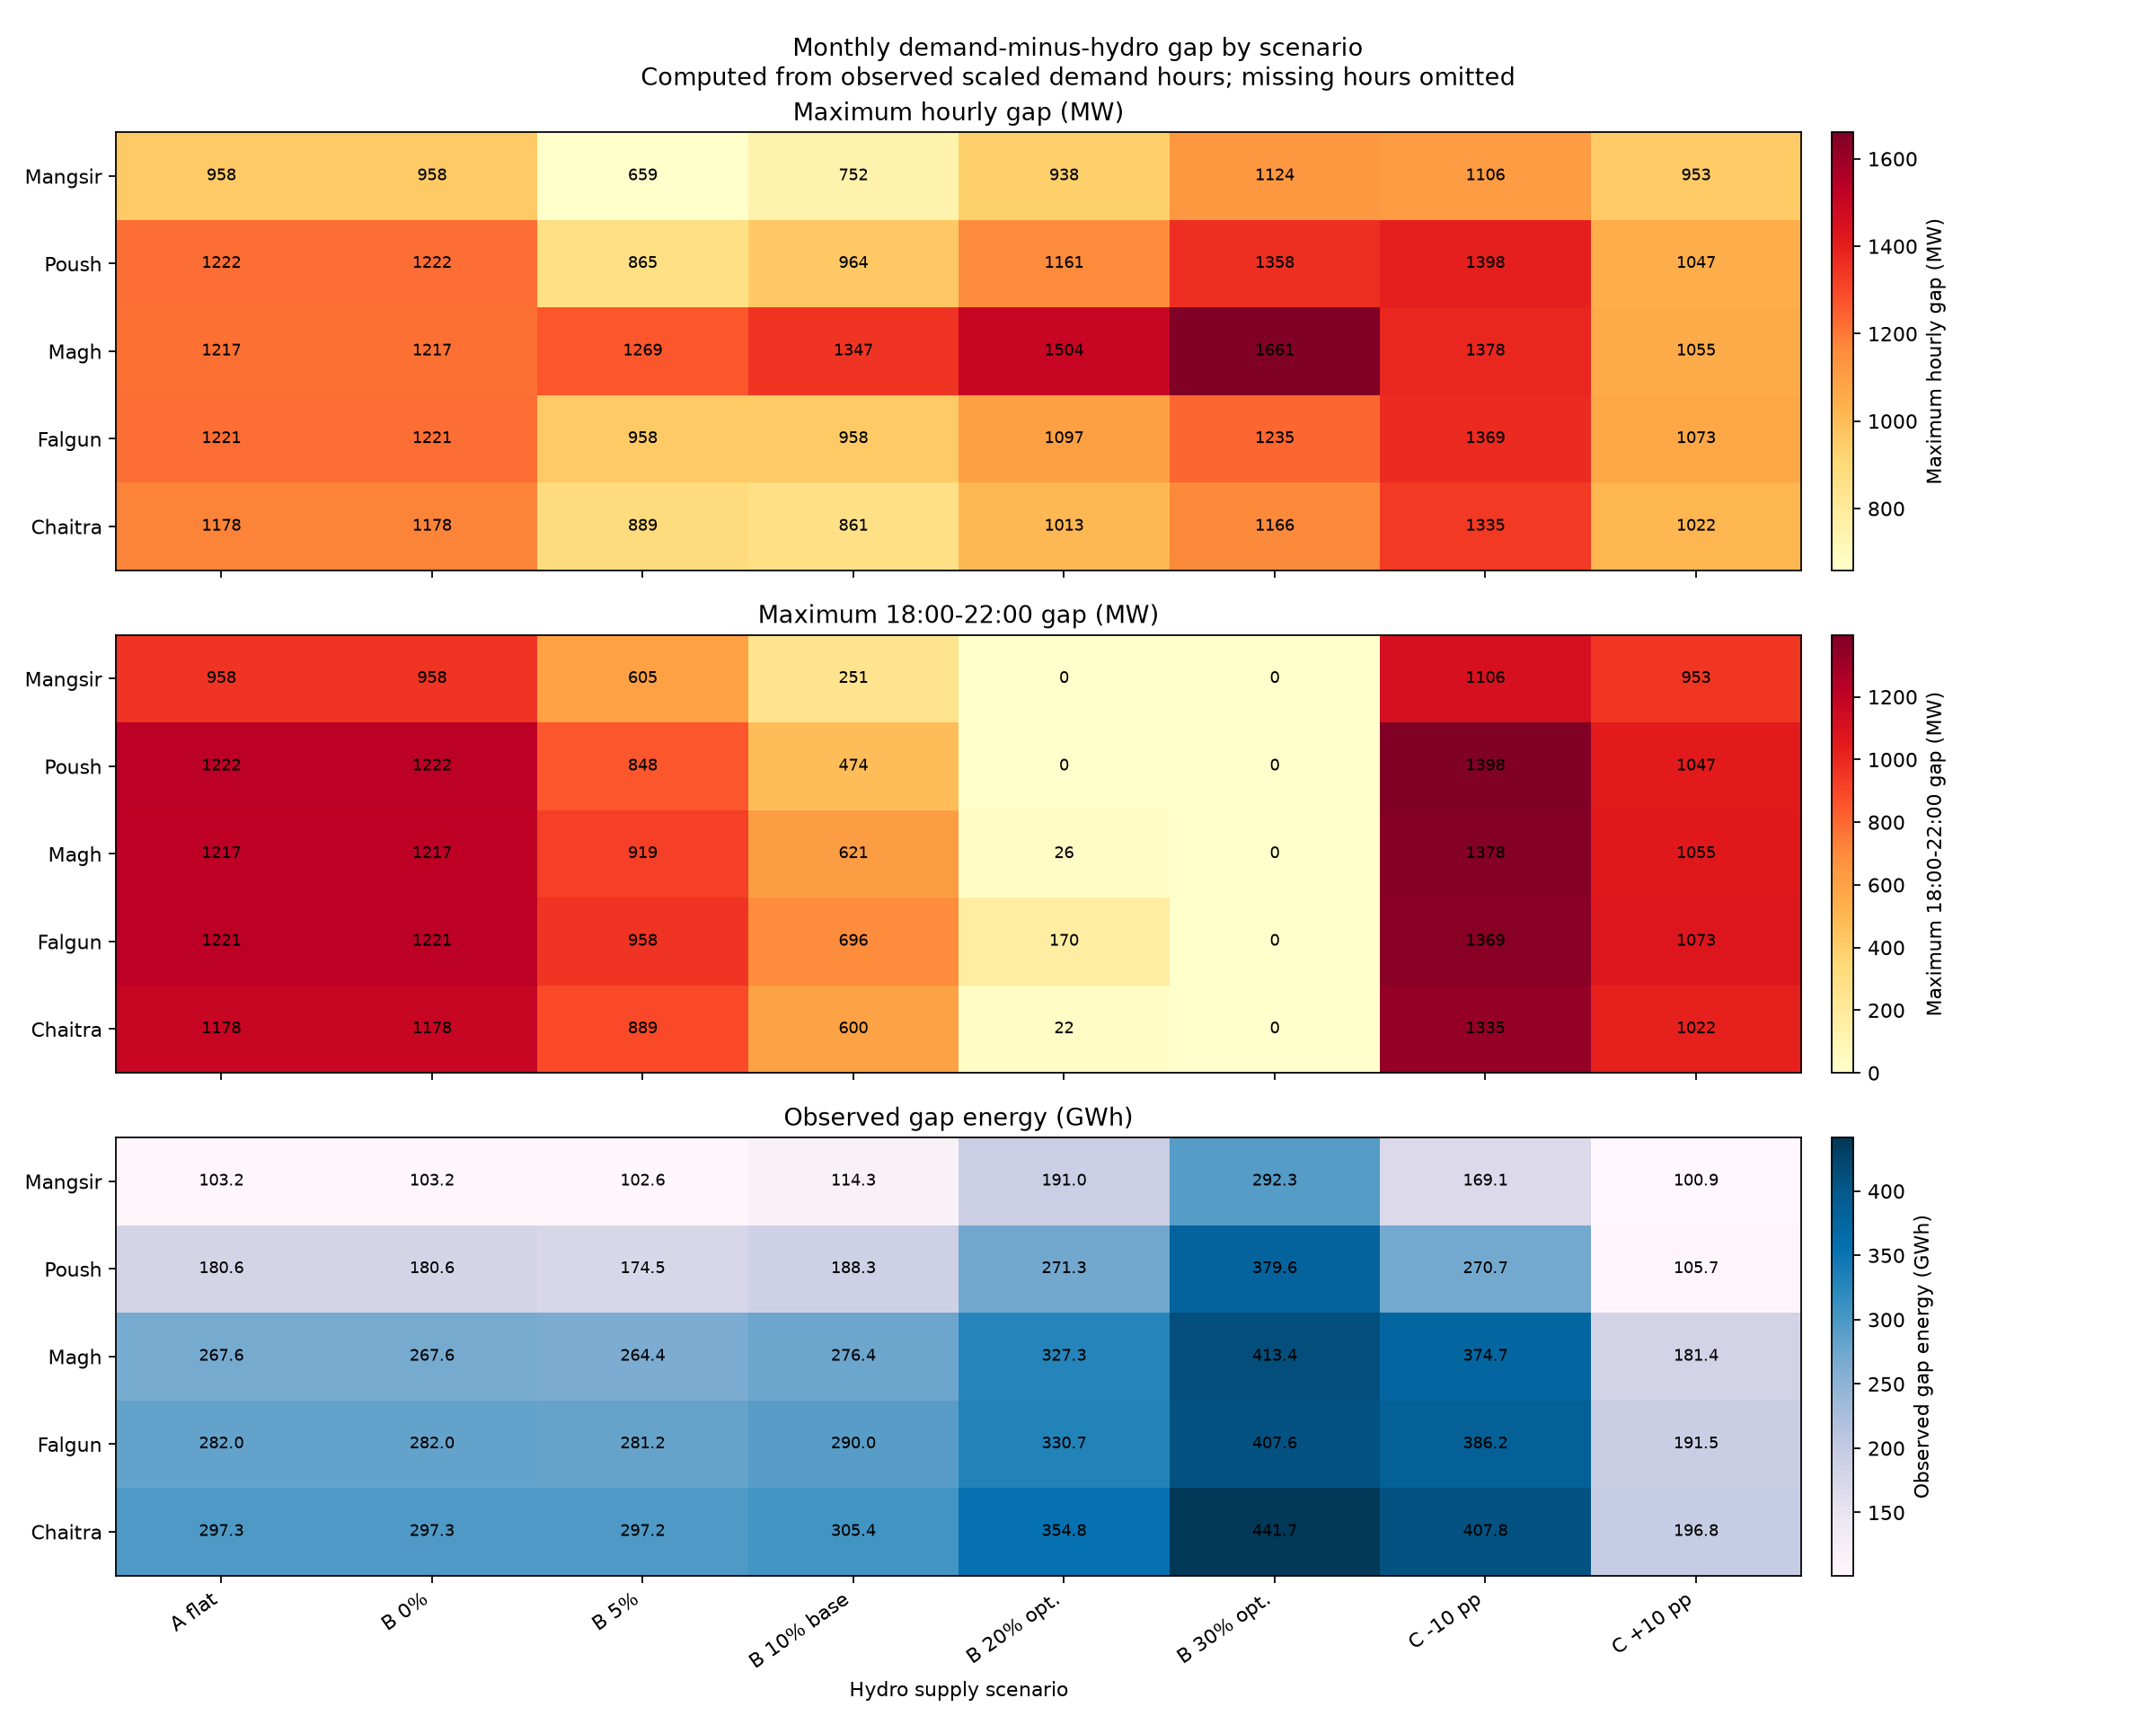 Monthly demand-minus-hydro gap by scenario
Computed from observed scaled demand hours; missing hours omitted
Maximum hourly gap (MW)
Mangsir 958 958 659 752 938 1124 1106 953
Poush 1222 1222 865 964 1161 1358 1398 1047
Magh 1217 1217 1269 1347 1504 1661 1378 1055
Falgun 1221 1221 958 958 1097 1235 1369 1073
Chaitra 1178 1178 889 861 1013 1166 1335 1022
1600
1400
1200
1000
800
Maximum hourly gap (MW)
Maximum 18:00-22:00 gap (MW)
Mangsir 958 958 605 251 0 0 1106 953
Poush 1222 1222 848 474 0 0 1398 1047
Magh 1217 1217 919 621 26 0 1378 1055
Falgun 1221 1221 958 696 170 0 1369 1073
Chaitra 1178 1178 889 600 22 0 1335 1022
1200
1000
800
600
400
200
0
Maximum 18:00-22:00 gap (MW)
Observed gap energy (GWh)
Mangsir 103.2 103.2 102.6 114.3 191.0 292.3 169.1 100.9
Poush 180.6 180.6 174.5 188.3 271.3 379.6 270.7 105.7
Magh 267.6 267.6 264.4 276.4 327.3 413.4 374.7 181.4
Falgun 282.0 282.0 281.2 290.0 330.7 407.6 386.2 191.5
Chaitra 297.3 297.3 297.2 305.4 354.8 441.7 407.8 196.8
400
350
300
250
200
150
Observed gap energy (GWh)
A flat B 0% B 5% B 10% base B 20% opt. B 30% opt. C -10 pp C +10 pp
Hydro supply scenario